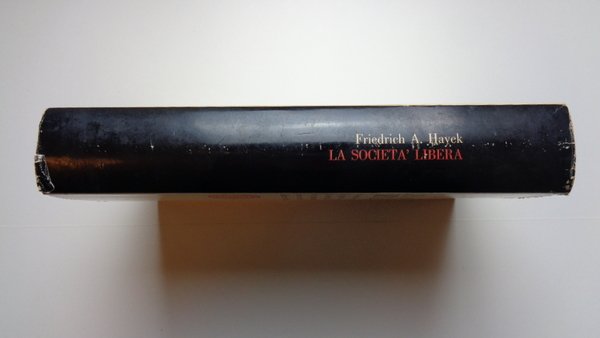 Friedrich A. Hayek
LA SOCIETA' LIBERA